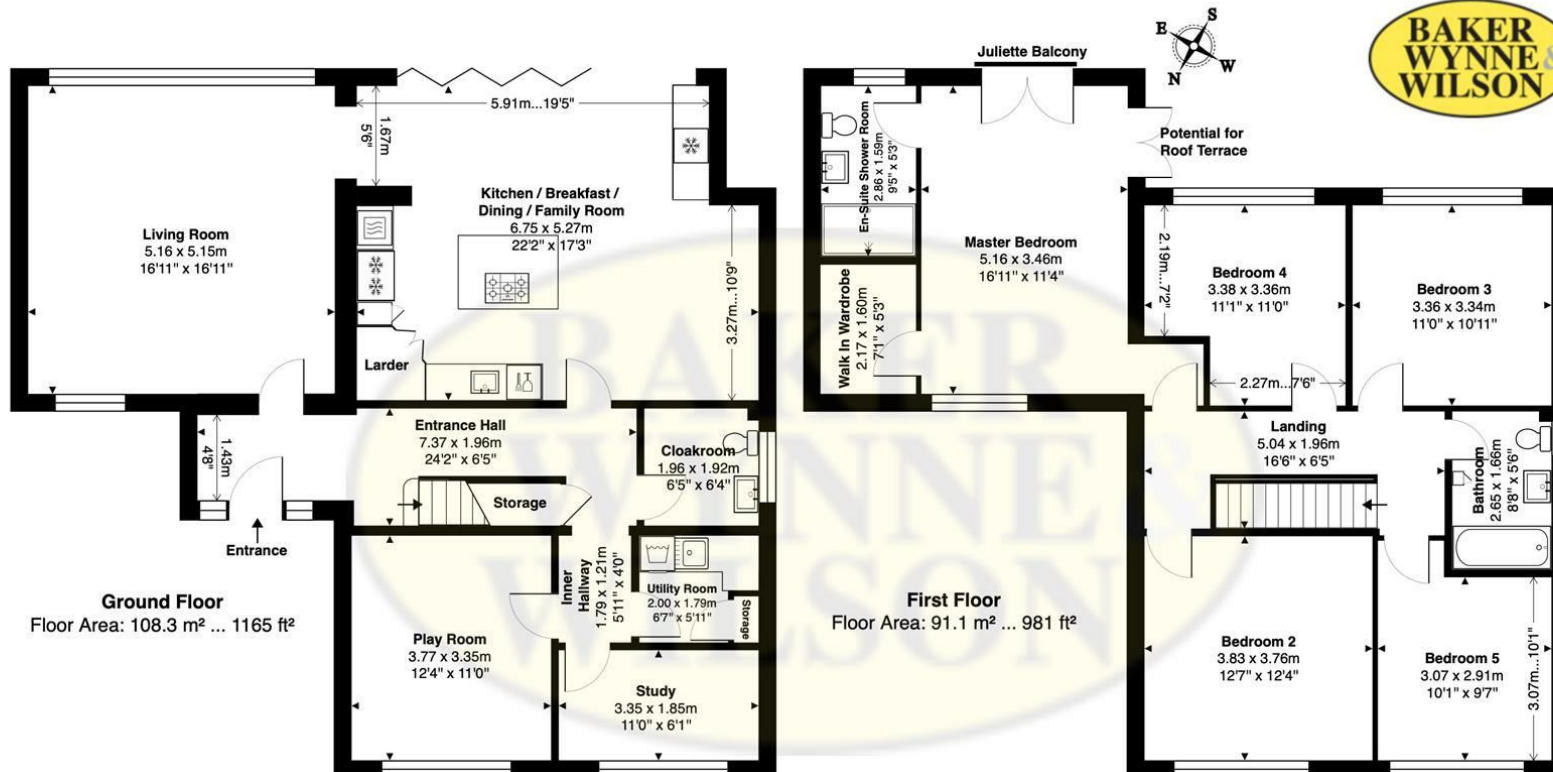 BAKER
WYNNE &
WILSON
E
S
N
W
Juliette Balcony
5.91m...19'5"
1.67m
5'6"
Living Room
5.16 x 5.15m
16'11" x 16'11"
Kitchen / Breakfast /
Dining / Family Room
6.75 x 5.27m
22'2" x 17'3"
3.27m...10'9"
Larder
Entrance Hall
7.37 x 1.96m
24'2" x 6'5"
1.43m
4'8"
Storage
Cloakroom
1.96 x 1.92m
6'5" x 6'4"
Entrance
Inner
Hallway
1.79 x 1.21m
5'11" x 4'0"
Utility Room
2.00 x 1.79m
6'7" x 5'11"
Storage
Play Room
3.77 x 3.35m
12'4" x 11'0"
Study
3.35 x 1.85m
11'0" x 6'1"
Ground Floor
Floor Area: 108.3 m² ... 1165 ft²
En-Suite Shower Room
2.86 x 1.59m
9'5" x 5'3"
Walk In Wardrobe
2.17 x 1.60m
7'1" x 5'3"
Master Bedroom
5.16 x 3.46m
16'11" x 11'4"
Potential for
Roof Terrace
2.19m...7'2"
Bedroom 4
3.38 x 3.36m
11'1" x 11'0"
2.27m...7'6"
Bedroom 3
3.36 x 3.34m
11'0" x 10'11"
Landing
5.04 x 1.96m
16'6" x 6'5"
Bathroom
2.65 x 1.66m
8'8" x 5'6"
Bedroom 2
3.83 x 3.76m
12'7" x 12'4"
Bedroom 5
3.07 x 2.91m
10'1" x 9'7"
3.07m...10'1"
First Floor
Floor Area: 91.1 m² ... 981 ft²
BAKER
WYNNE &
WILSON